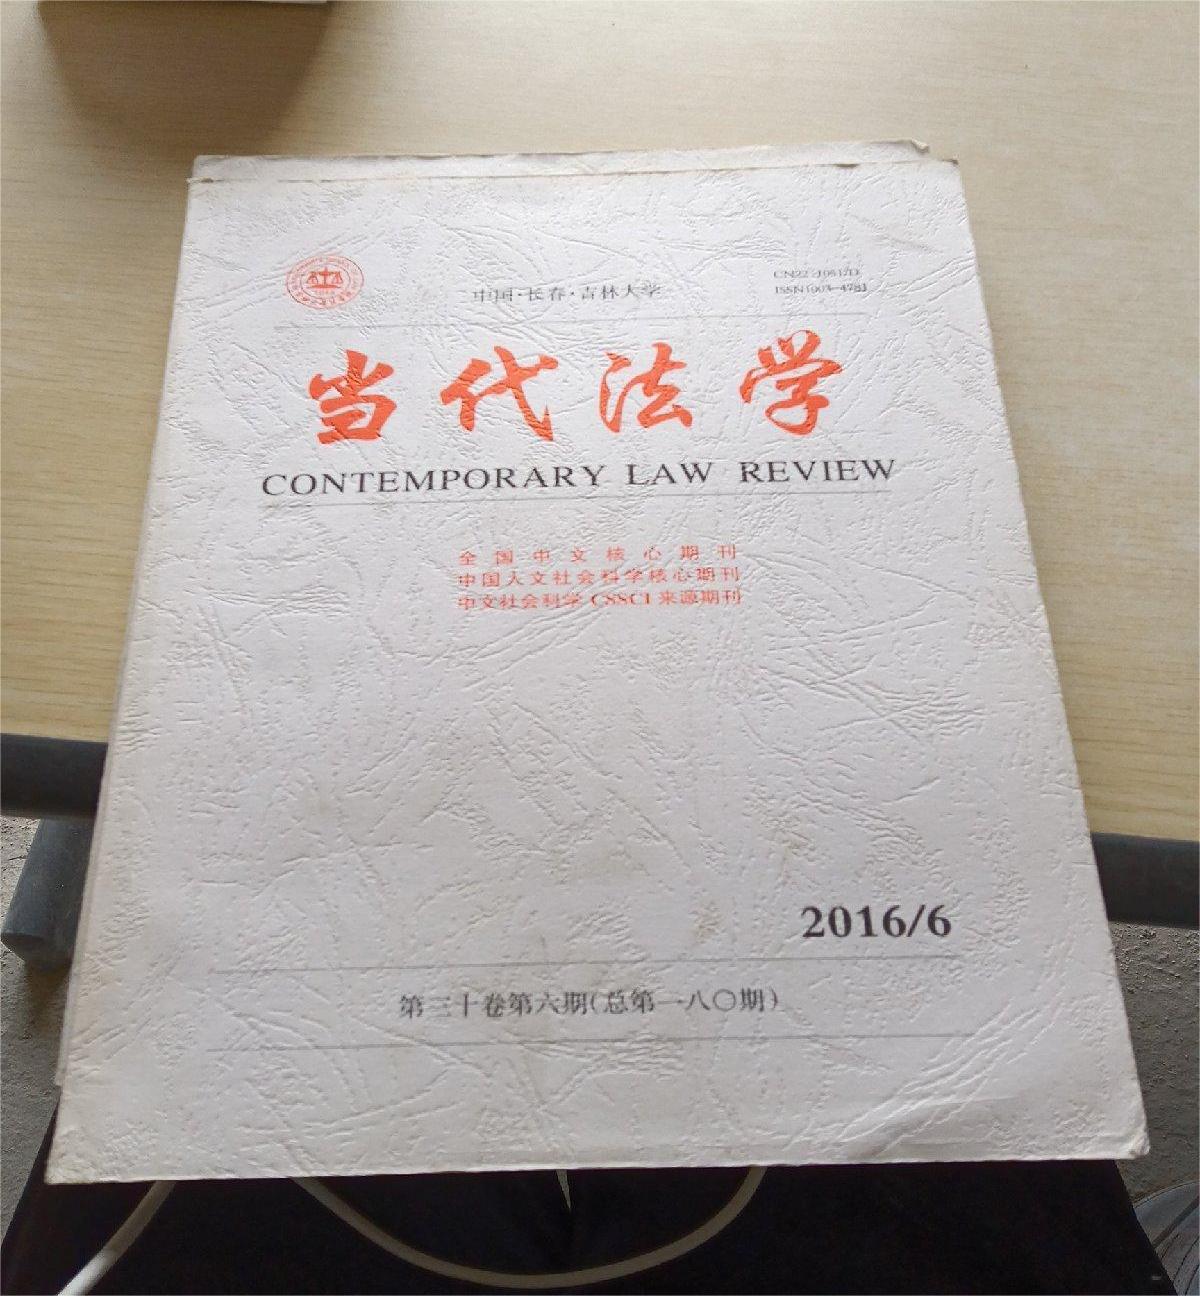 中国·长春·吉林大学
CN22-1051/D
ISSN1003-4781
当代法学
CONTEMPORARY LAW REVIEW
全国中文核心期刊
中国人文社会科学核心期刊
中文社会科学CSSCI来源期刊
2016/6
第三十卷第六期(总第一八〇期)